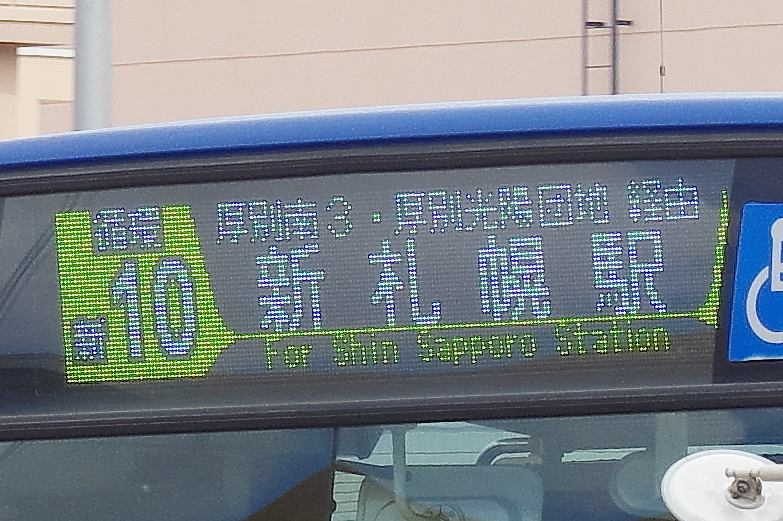 循環
新10
厚別南3・厚別光陽団地 経由
新札幌駅
For Shin Sapporo Station